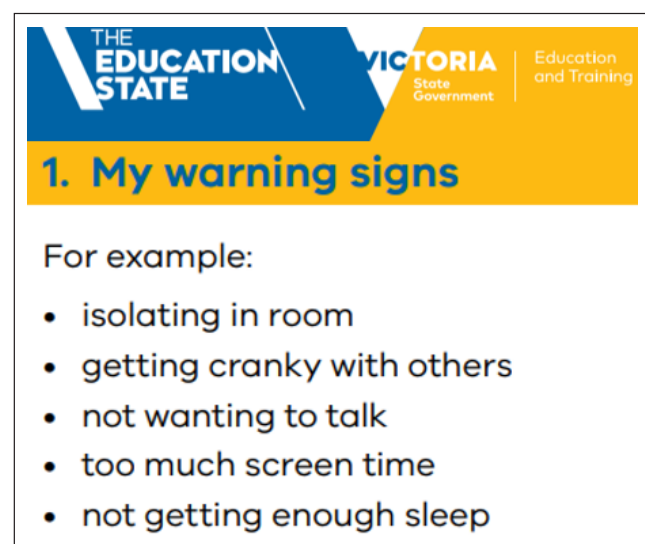 THE
EDUCATION
STATE
VICTORIA
State
Government
Education
and Training
1. My warning signs
For example:
• isolating in room
• getting cranky with others
• not wanting to talk
• too much screen time
• not getting enough sleep